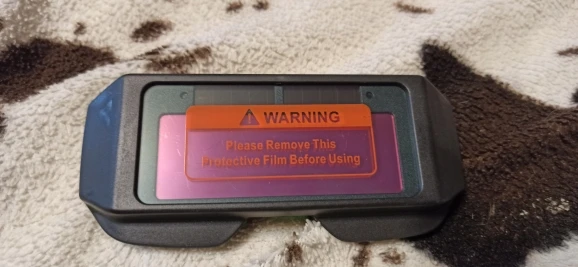 WARNING
Please Remove This
Protective Film Before Using